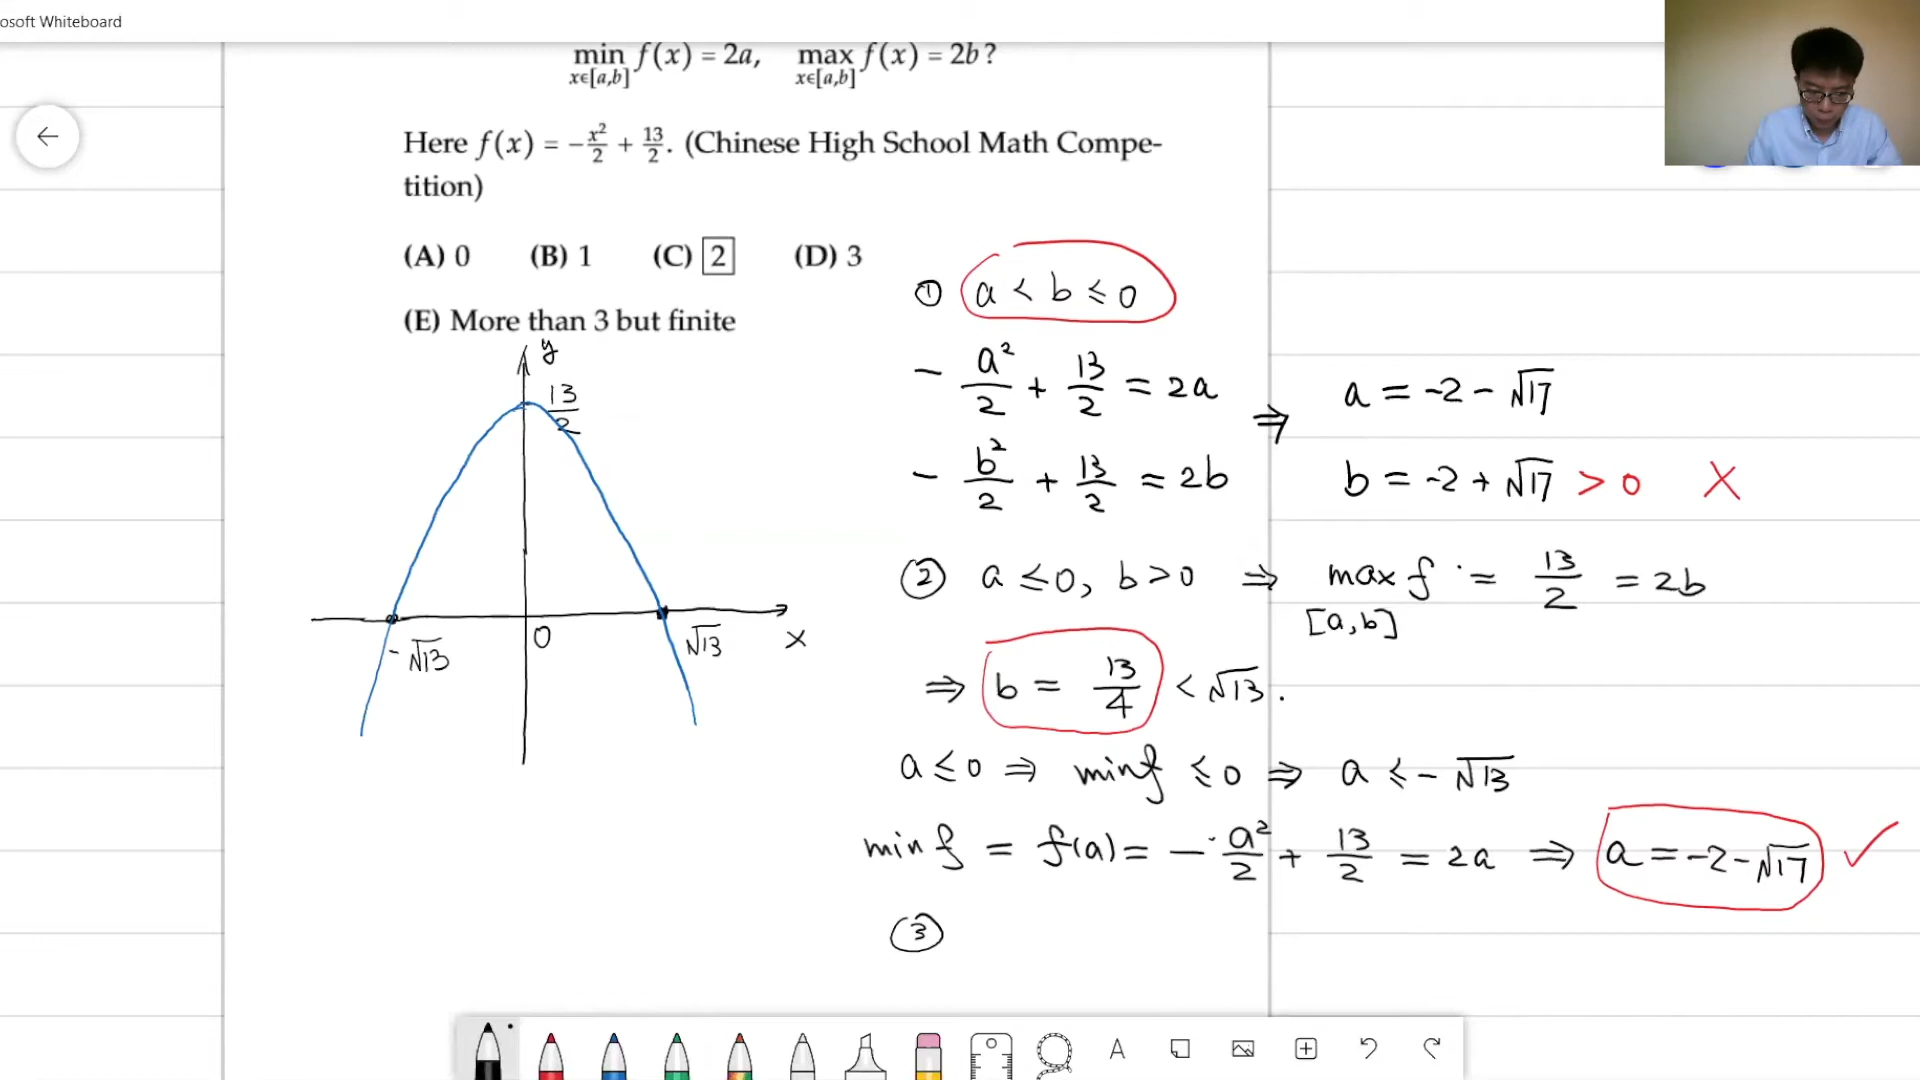 osoft Whiteboard
min f(x) = 2a, max f(x) = 2b?
x∈[a,b] x∈[a,b]
Here f(x) = −x²/2 + 13/2. (Chinese High School Math Compe-
tition)
(A) 0 (B) 1 (C) 2 (D) 3
(E) More than 3 but finite
y
13/2
-√13 0 √13 x
① a < b ≤ 0
- a²/2 + 13/2 = 2a
- b²/2 + 13/2 = 2b
⇒ a = -2 - √17
b = -2 + √17 > 0 X
② a ≤ 0, b > 0 ⇒ max f = 13/2 = 2b
[a,b]
⇒ b = 13/4 < √13.
a ≤ 0 ⇒ min f ≤ 0 ⇒ a ≤ - √13
min f = f(a) = - a²/2 + 13/2 = 2a ⇒ a = -2 - √17 ✓
③
A